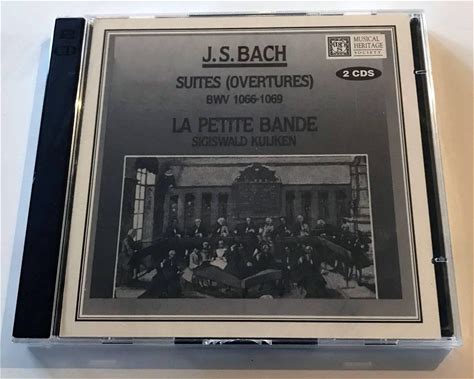 J.S.BACH
MUSICAL
HERITAGE
SOCIETY
SUITES (OVERTURES)
2 CDS
BWV 1066-1069
LA PETITE BANDE
SIGISWALD KUIJKEN